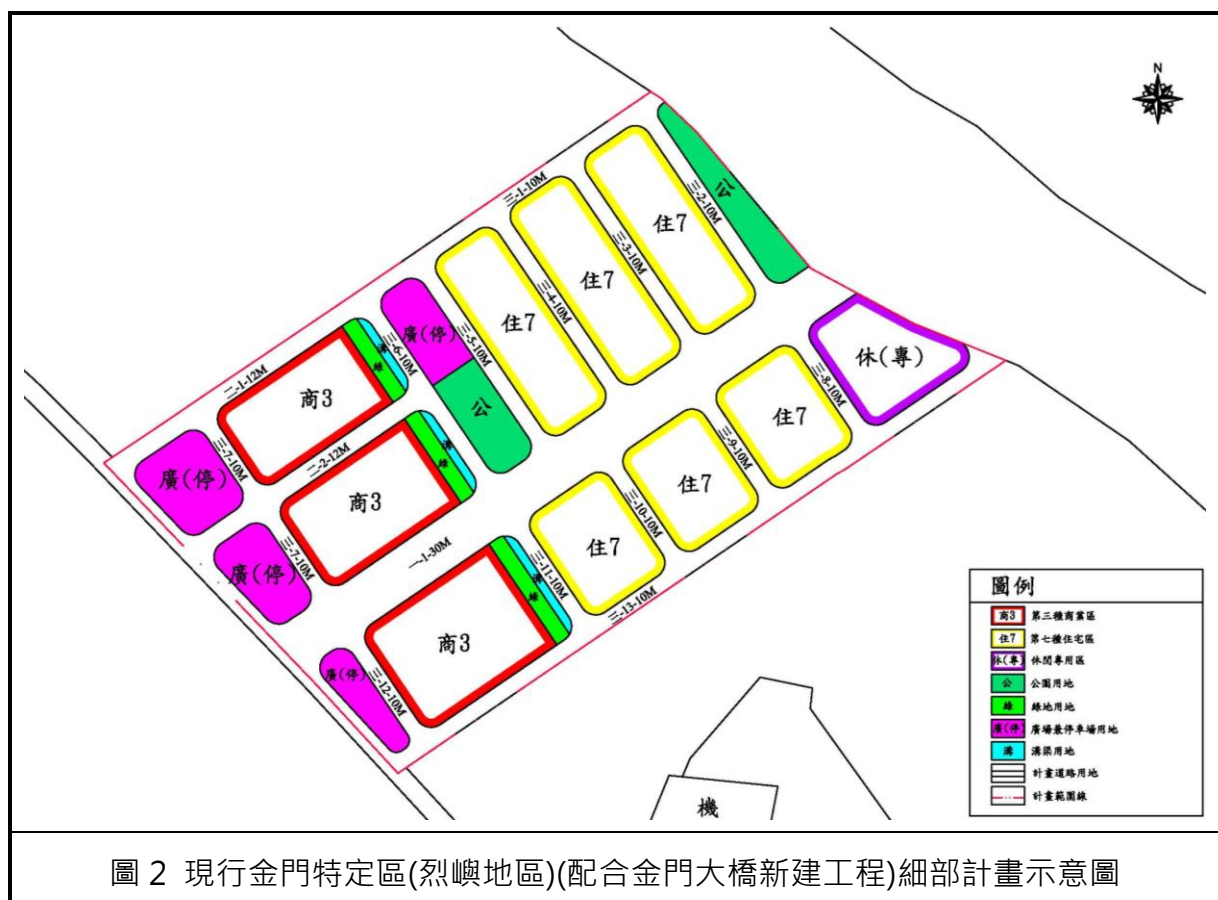 N
公
三-1-10M
三-2-10M
住7
三-3-10M
住7
三-4-10M
住7
三-5-10M
廣(停)
三-6-10M
溝
綠
二-1-12M
商3
公
休(專)
三-8-10M
住7
三-9-10M
住7
三-10-10M
住7
三-7-10M
廣(停)
二-2-12M
溝
綠
商3
三-7-10M
廣(停)
一-1-30M
溝
綠
三-11-10M
三-13-10M
商3
廣(停)
三-12-10M
機
圖例
商3 第三種商業區
住7 第七種住宅區
休(專) 休閒專用區
公 公園用地
綠 綠地用地
廣(停) 廣場兼停車場用地
溝 溝渠用地
計畫道路用地
計畫範圍線
圖 2 現行金門特定區(烈嶼地區)(配合金門大橋新建工程)細部計畫示意圖